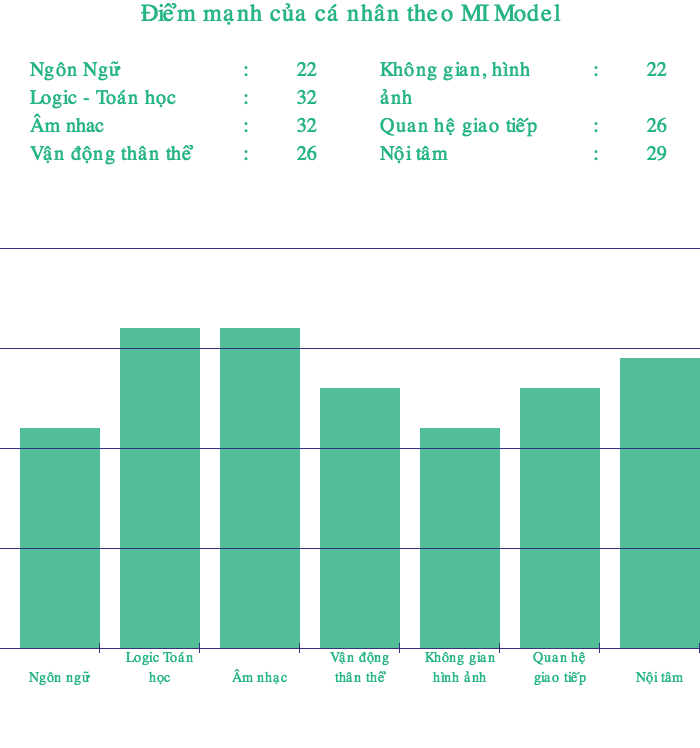 Điểm mạnh của cá nhân theo MI Model
Ngôn Ngữ : 22
Logic - Toán học : 32
Âm nhac : 32
Vận động thân thể : 26
Không gian, hình : 22
ảnh
Quan hệ giao tiếp : 26
Nội tâm : 29
Ngôn ngữ
Logic Toán
học
Âm nhạc
Vận động
thân thể
Không gian
hình ảnh
Quan hệ
giao tiếp
Nội tâm